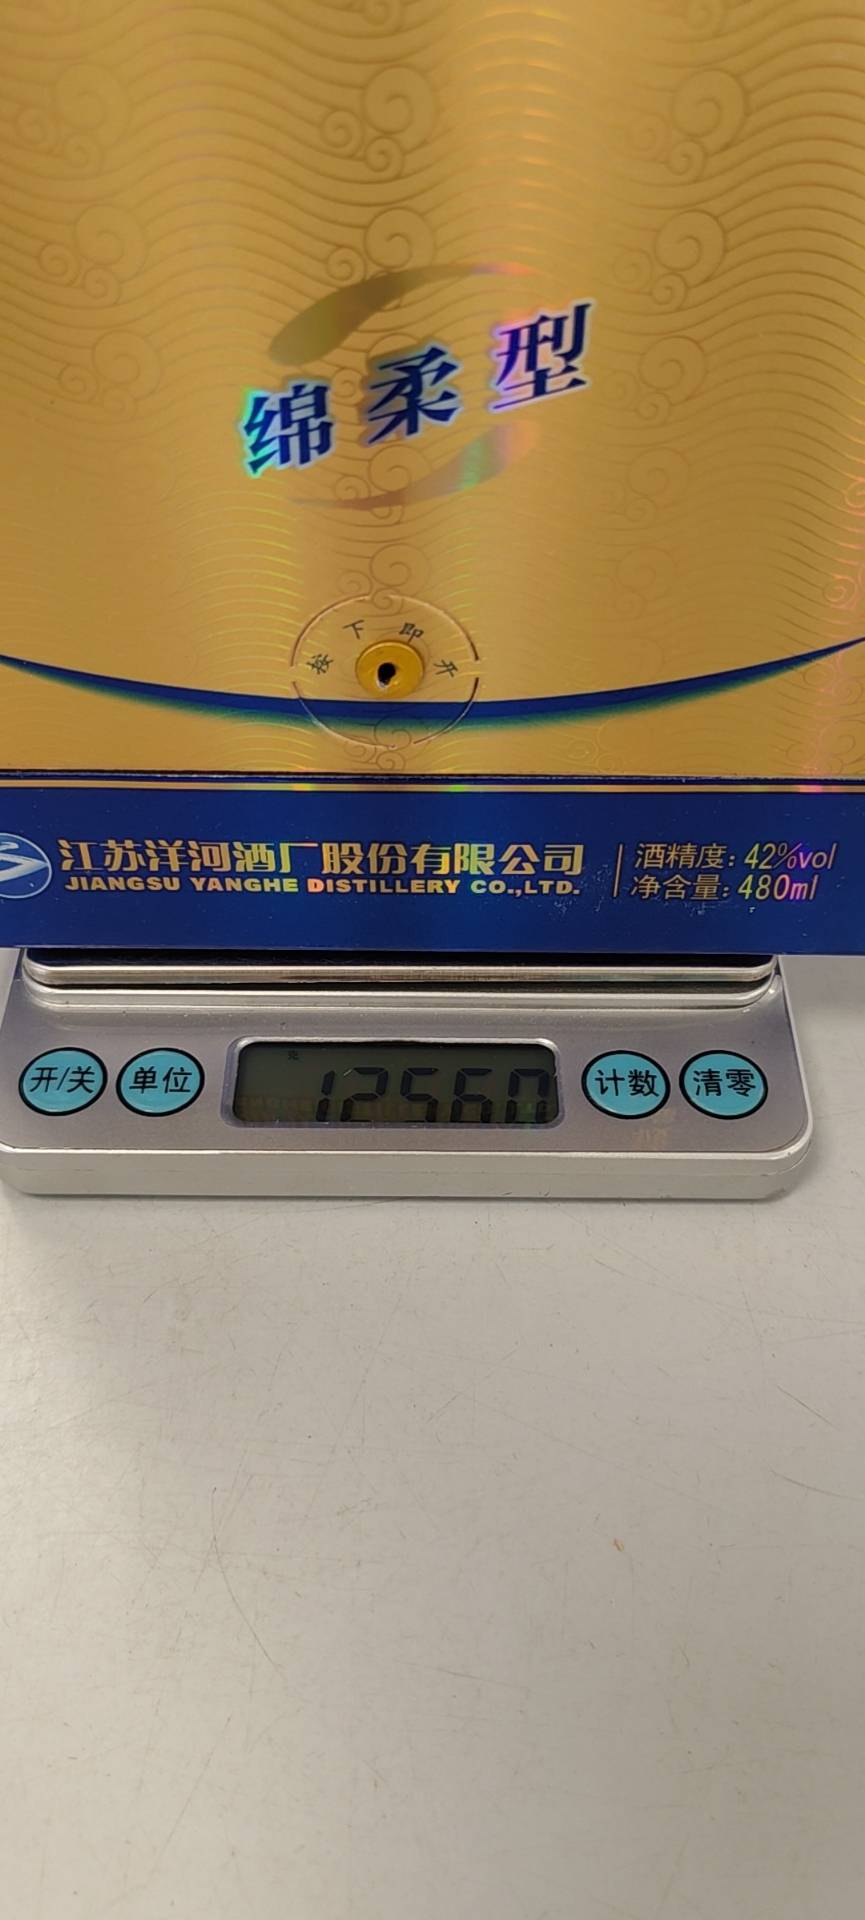 绵柔型
按下即开
江苏洋河酒厂股份有限公司
JIANGSU YANGHE DISTILLERY CO.,LTD.
酒精度:42%vol
净含量:480ml
克
12560
开/关
单位
计数
清零